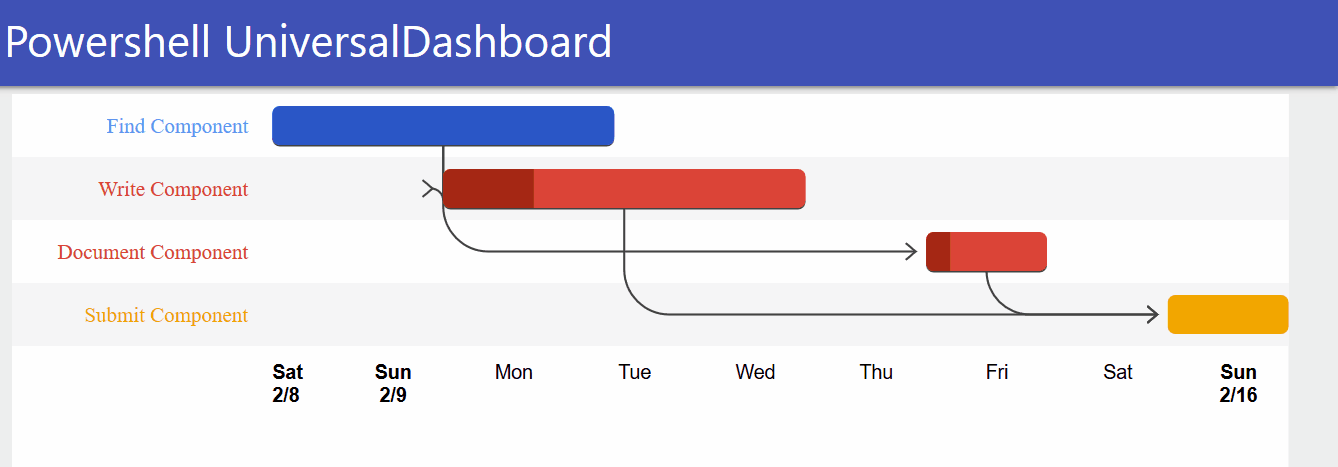 Powershell UniversalDashboard
Find Component
Write Component
Document Component
Submit Component
Sat Sun Mon Tue Wed Thu Fri Sat Sun
2/8 2/9 2/16